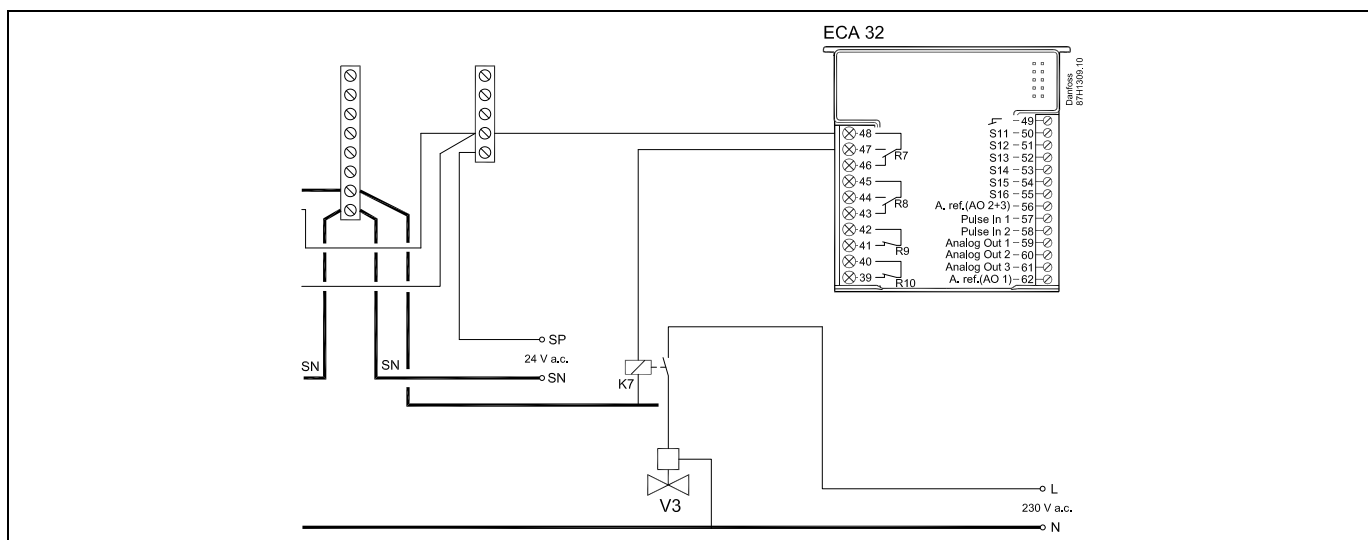 ECA 32
Danfoss
87H1309.10
48
47
R7
46
45
44
R8
43
42
41
R9
40
39
R10
49
S11 50
S12 51
S13 52
S14 53
S15 54
S16 55
A. ref.(AO 2+3) 56
Pulse In 1 57
Pulse In 2 58
Analog Out 1 59
Analog Out 2 60
Analog Out 3 61
A. ref.(AO 1) 62
SP
24 V a.c.
SN
SN
SN
K7
V3
L
230 V a.c.
N